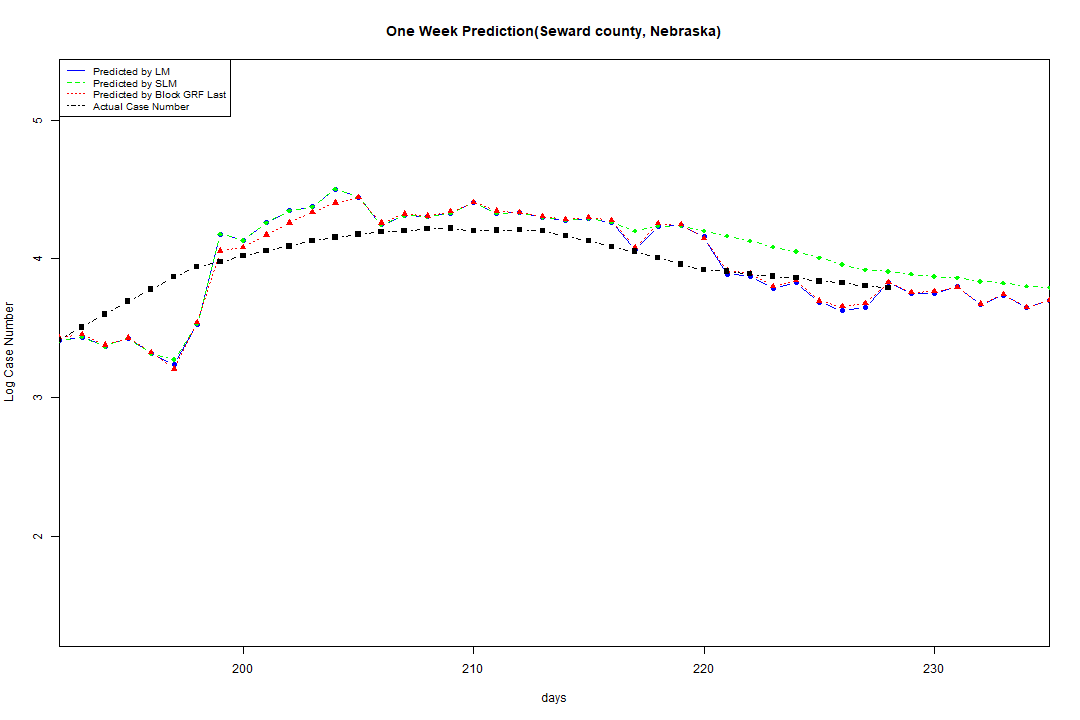 One Week Prediction(Seward county, Nebraska)
Predicted by LM
Predicted by SLM
Predicted by Block GRF Last
Actual Case Number
5
4
3
2
Log Case Number
200 210 220 230
days